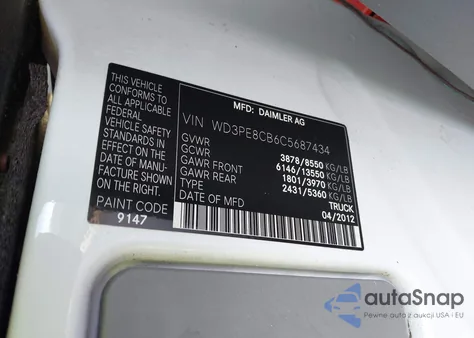 MFD: DAIMLER AG
VIN WD3PE8CB6C5687434
THIS VEHICLE
CONFORMS TO ALL
APPLICABLE
FEDERAL
VEHICLE SAFETY
STANDARDS IN
EFFECT ON THE
DATE OF MANU-
FACTURE SHOWN
ON THE RIGHT.
PAINT CODE
9147
GVWR 3878/8550 KG/LB
GCWR 6146/13550 KG/LB
GAWR FRONT 1801/3970 KG/LB
GAWR REAR 2431/5360 KG/LB
TYPE TRUCK
DATE OF MFD 04/2012
autoSnap
Pewne auto z aukcji USA i EU